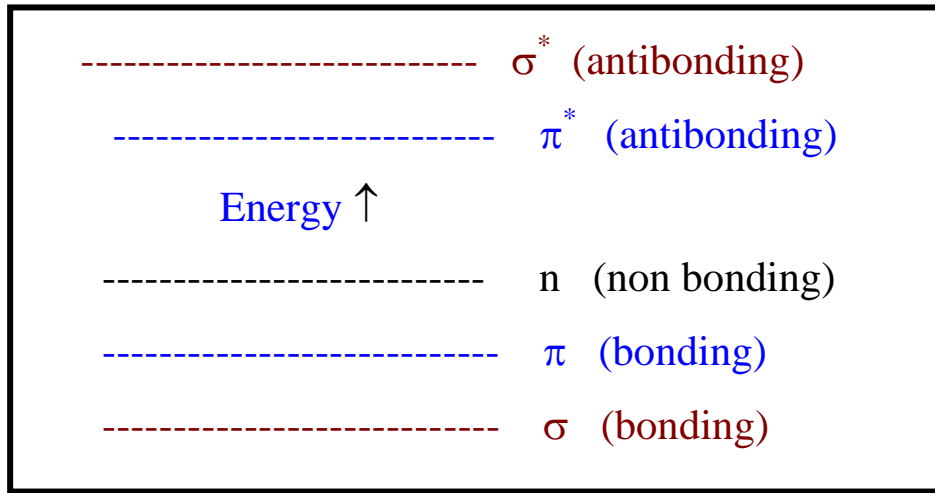 σ* (antibonding)
π* (antibonding)
Energy ↑
n (non bonding)
π (bonding)
σ (bonding)